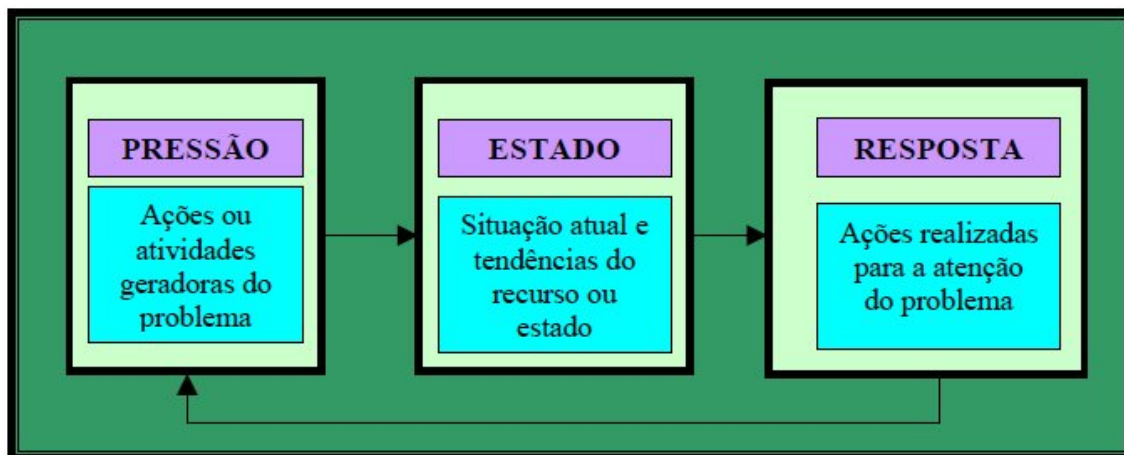 PRESSÃO
Ações ou
atividades
geradoras do
problema
ESTADO
Situação atual e
tendências do
recurso ou
estado
RESPOSTA
Ações realizadas
para a atenção
do problema